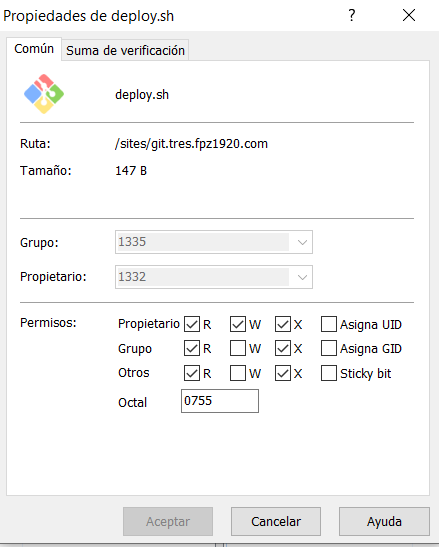 Propiedades de deploy.sh ?
Común Suma de verificación
deploy.sh
Ruta: /sites/git.tres.fpz1920.com
Tamaño: 147 B
Grupo: 1335
Propietario: 1332
Permisos: Propietario R W X Asigna UID
Grupo R W X Asigna GID
Otros R W X Sticky bit
Octal 0755
Aceptar Cancelar Ayuda